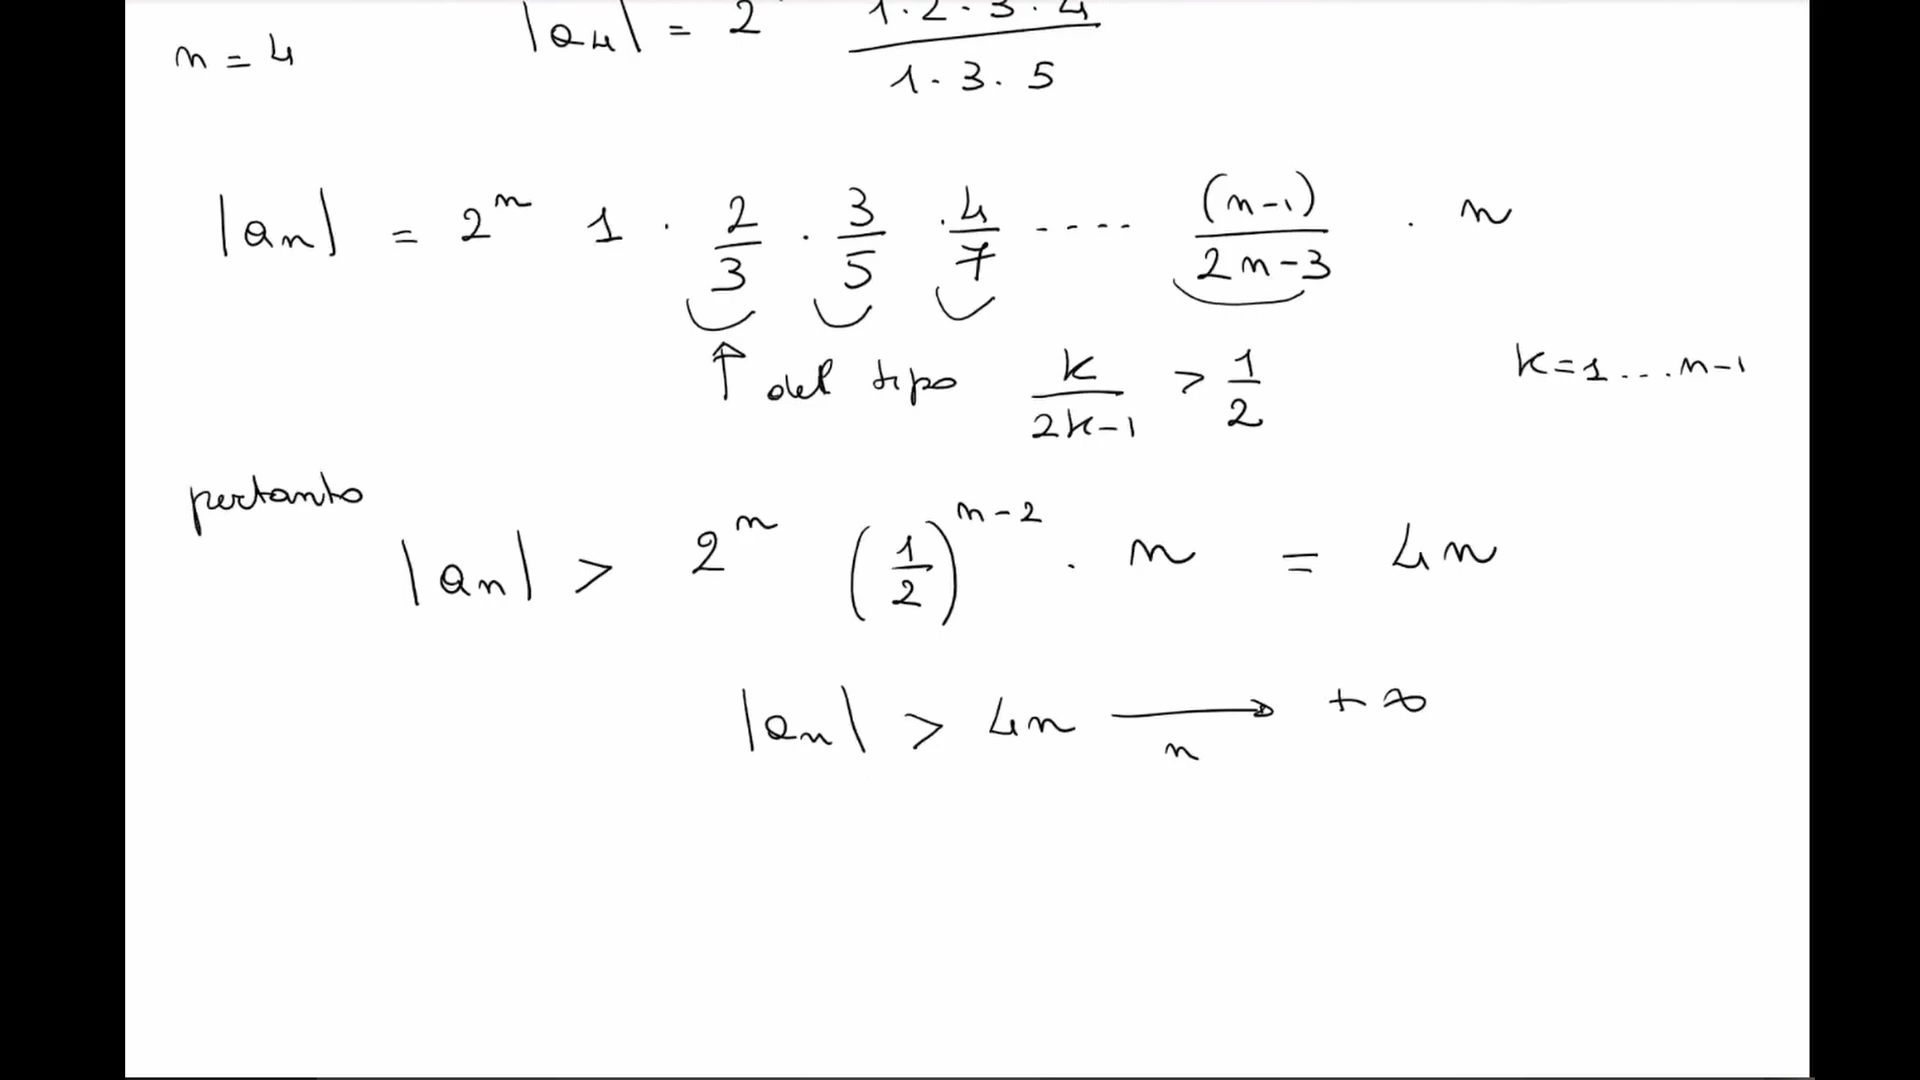 n = 4 |a₄| = 2 (1·2·3·4)/(1·3·5)
|aₙ| = 2ⁿ 1 · 2/3 · 3/5 · 4/7 ···· (n-1)/(2n-3) · n
↑ del tipo k/(2k-1) > 1/2 k=1...n-1
pertanto
|aₙ| > 2ⁿ (1/2)ⁿ⁻² · n = 4n
|aₙ| > 4n ⟶ +∞
n